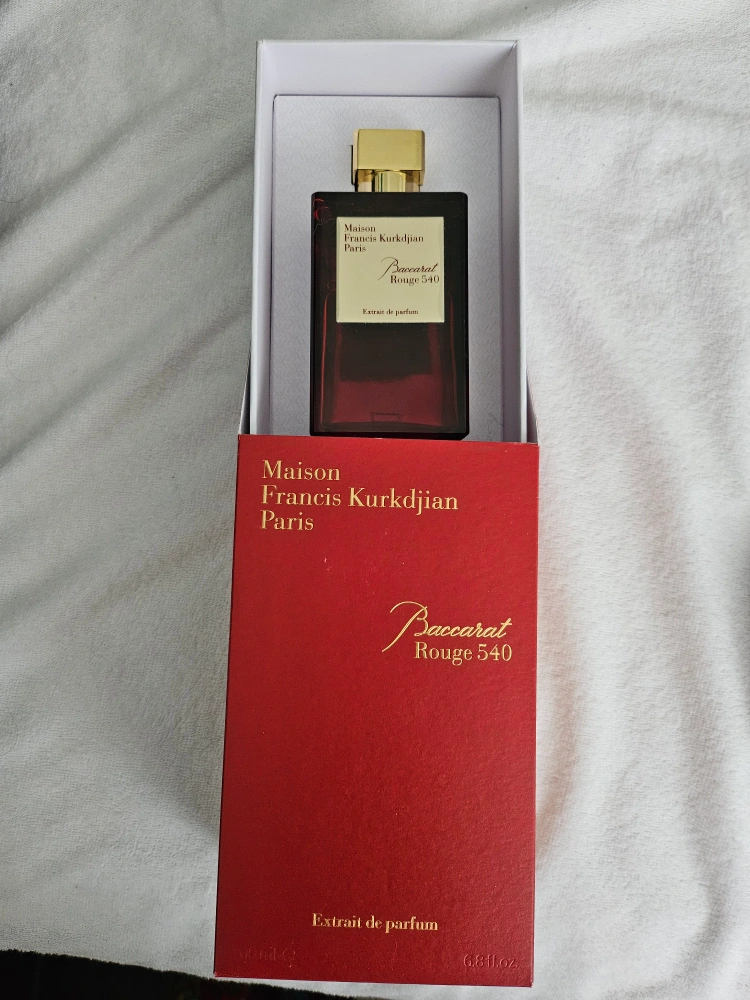 Maison
Francis Kurkdjian
Paris
Baccarat
Rouge 540
Extrait de parfum
Maison
Francis Kurkdjian
Paris
Baccarat
Rouge 540
Extrait de parfum
6.8 fl.oz.